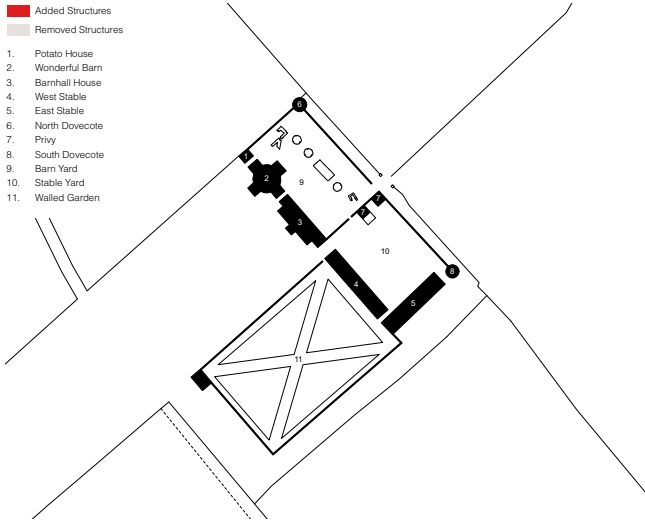 Added Structures
Removed Structures
1. Potato House
2. Wonderful Barn
3. Barnhall House
4. West Stable
5. East Stable
6. North Dovecote
7. Privy
8. South Dovecote
9. Barn Yard
10. Stable Yard
11. Walled Garden
6
1
2
9
7
7
3
10
8
4
5
11